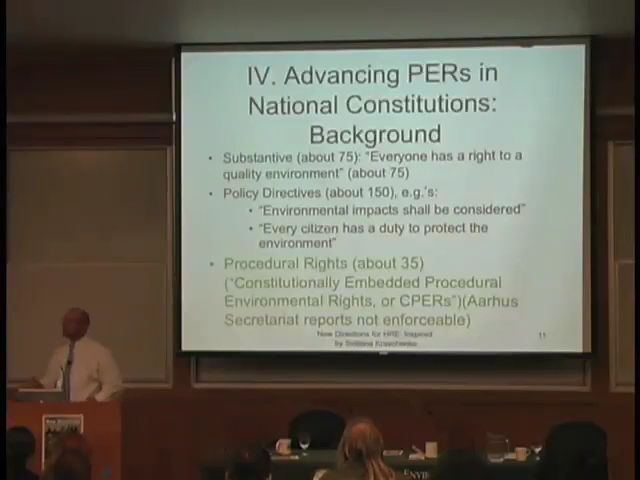 IV. Advancing PERs in
National Constitutions:
Background
• Substantive (about 75): “Everyone has a right to a
quality environment” (about 75)
• Policy Directives (about 150), e.g.’s:
• “Environmental impacts shall be considered”
• “Every citizen has a duty to protect the
environment”
• Procedural Rights (about 35)
(“Constitutionally Embedded Procedural
Environmental Rights, or CPERs”)(Aarhus
Secretariat reports not enforceable)
New Directions for HRE: Inspired
by Svitlana Kravchenko
11
ENVIR